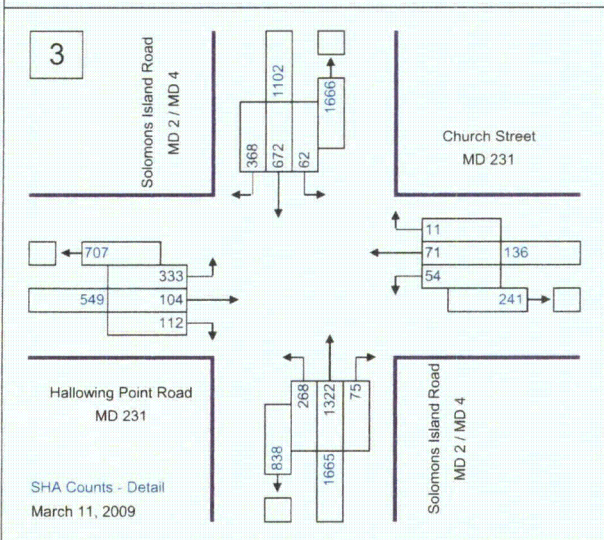 3
Solomons Island Road
MD 2 / MD 4
1102
1666
368
672
62
Church Street
MD 231
707
333
549
104
112
11
71
136
54
241
Hallowing Point Road
MD 231
268
1322
75
838
1665
Solomons Island Road
MD 2 / MD 4
SHA Counts - Detail
March 11, 2009